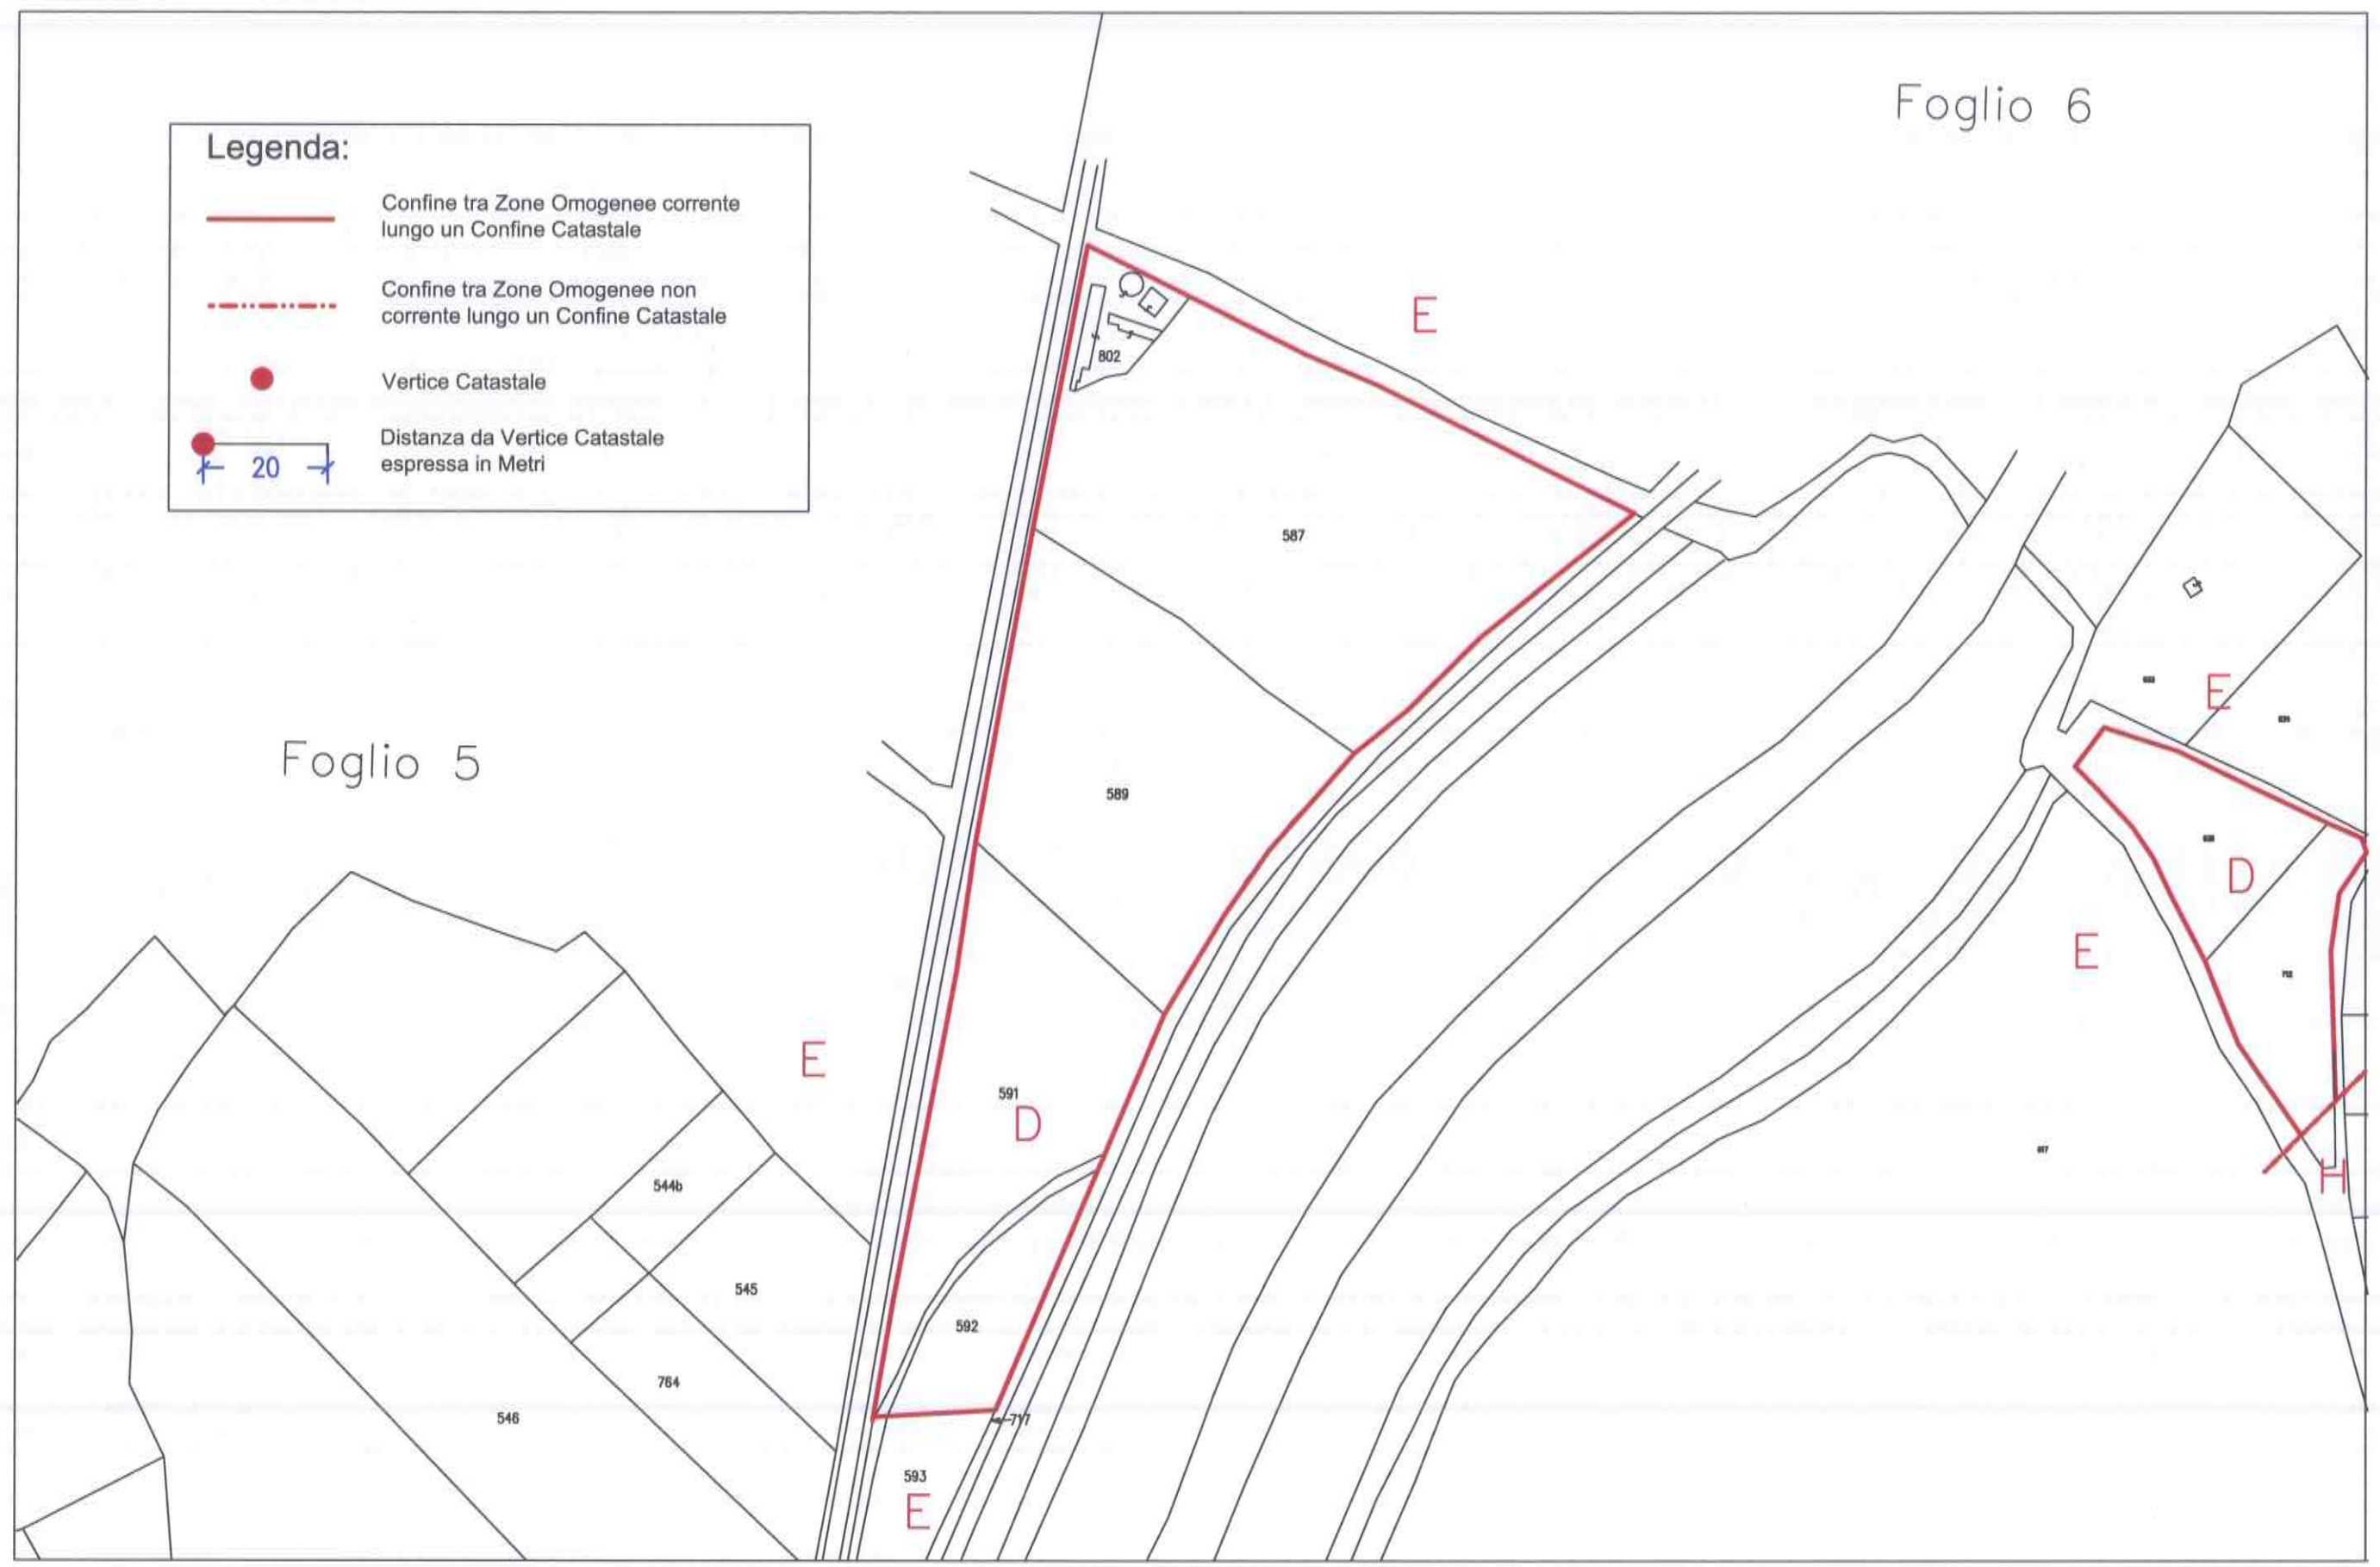 Foglio 6
Legenda:
Confine tra Zone Omogenee corrente
lungo un Confine Catastale
Confine tra Zone Omogenee non
corrente lungo un Confine Catastale
Vertice Catastale
Distanza da Vertice Catastale
espressa in Metri
20
E
802
587
E
Foglio 5
589
D
E
E
591
D
544b
H
545
592
764
546
717
593
E